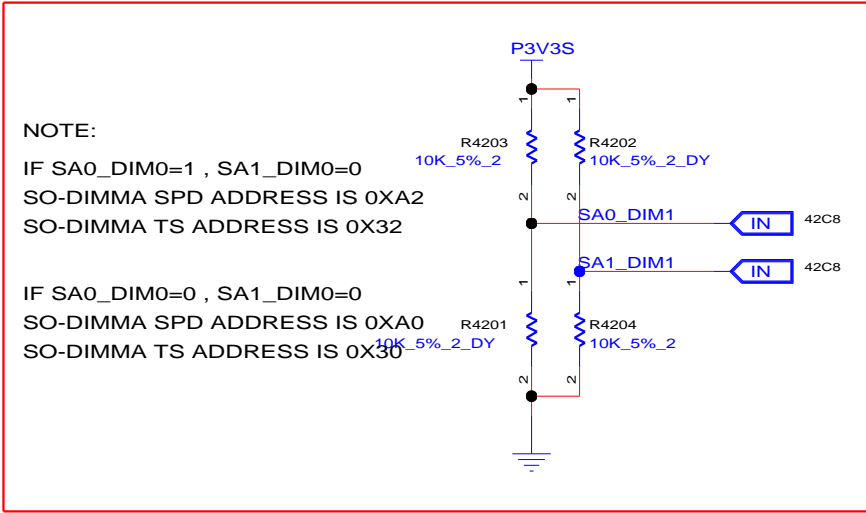 P3V3S
NOTE:
IF SA0_DIM0=1 , SA1_DIM0=0
SO-DIMMA SPD ADDRESS IS 0XA2
SO-DIMMA TS ADDRESS IS 0X32
IF SA0_DIM0=0 , SA1_DIM0=0
SO-DIMMA SPD ADDRESS IS 0XA0
SO-DIMMA TS ADDRESS IS 0X30
1
1
R4203
10K_5%_2
R4202
10K_5%_2_DY
2
2
SA0_DIM1
IN
42C8
SA1_DIM1
IN
42C8
1
1
R4201
10K_5%_2_DY
R4204
10K_5%_2
2
2